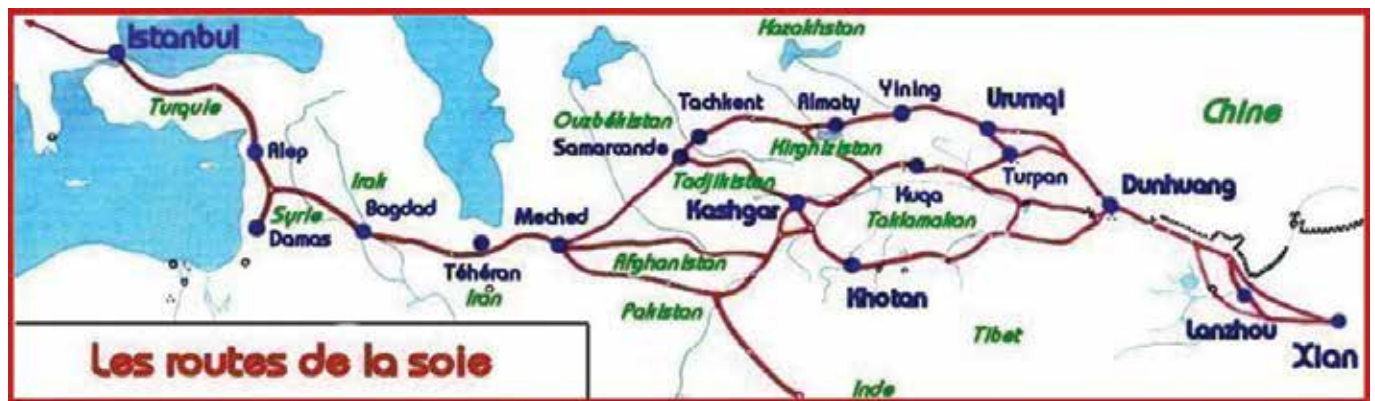 Istanbul
Turquie
Alep
Syrie
Damas
Irak
Bagdad
Téhéran
Iran
Meched
Ouzbékistan
Samarcande
Tachkent
Kazakhstan
Almaty
Yining
Urumqi
Kirghizistan
Tadjikistan
Kashgar
Kuqa
Turpan
Taklamakan
Dunhuang
Chine
Afghanistan
Pakistan
Khotan
Tibet
Inde
Lanzhou
Xian
Les routes de la soie